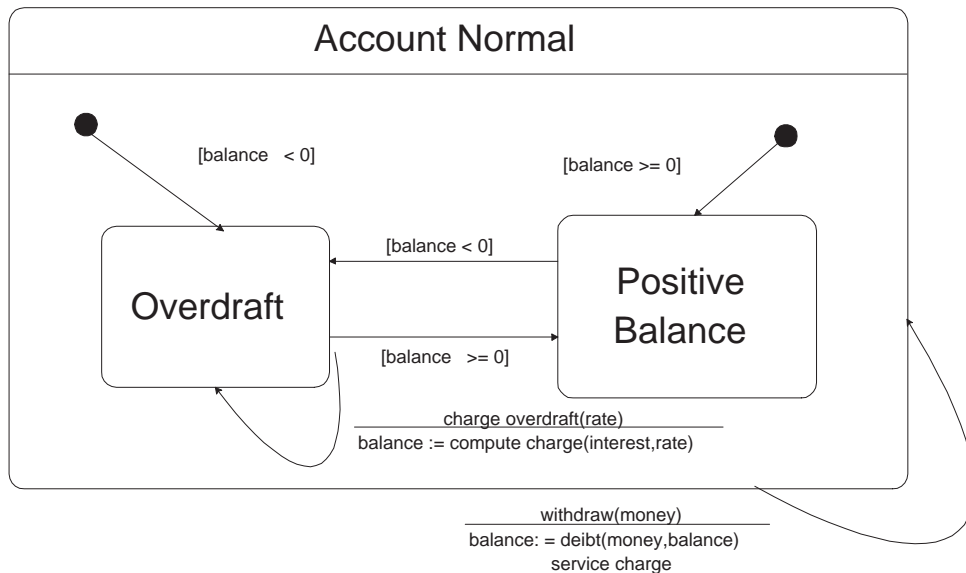 Account Normal
[balance < 0]
[balance >= 0]
[balance < 0]
Overdraft
Positive
Balance
[balance >= 0]
charge overdraft(rate)
balance := compute charge(interest,rate)
withdraw(money)
balance: = deibt(money,balance)
service charge